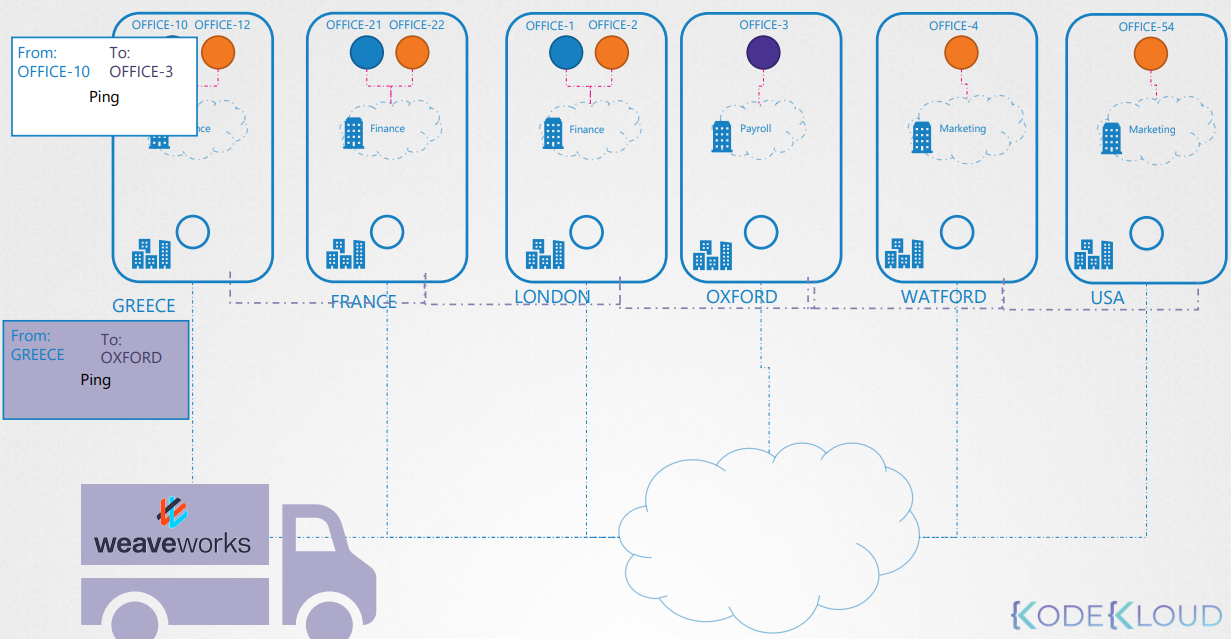 OFFICE-10 OFFICE-12
OFFICE-21 OFFICE-22
OFFICE-1 OFFICE-2
OFFICE-3
OFFICE-4
OFFICE-54
From: To:
OFFICE-10 OFFICE-3
Ping
Finance
Finance
Payroll
Marketing
Marketing
GREECE
FRANCE
LONDON
OXFORD
WATFORD
USA
From: To:
GREECE OXFORD
Ping
weaveworks
KODEKLOUD